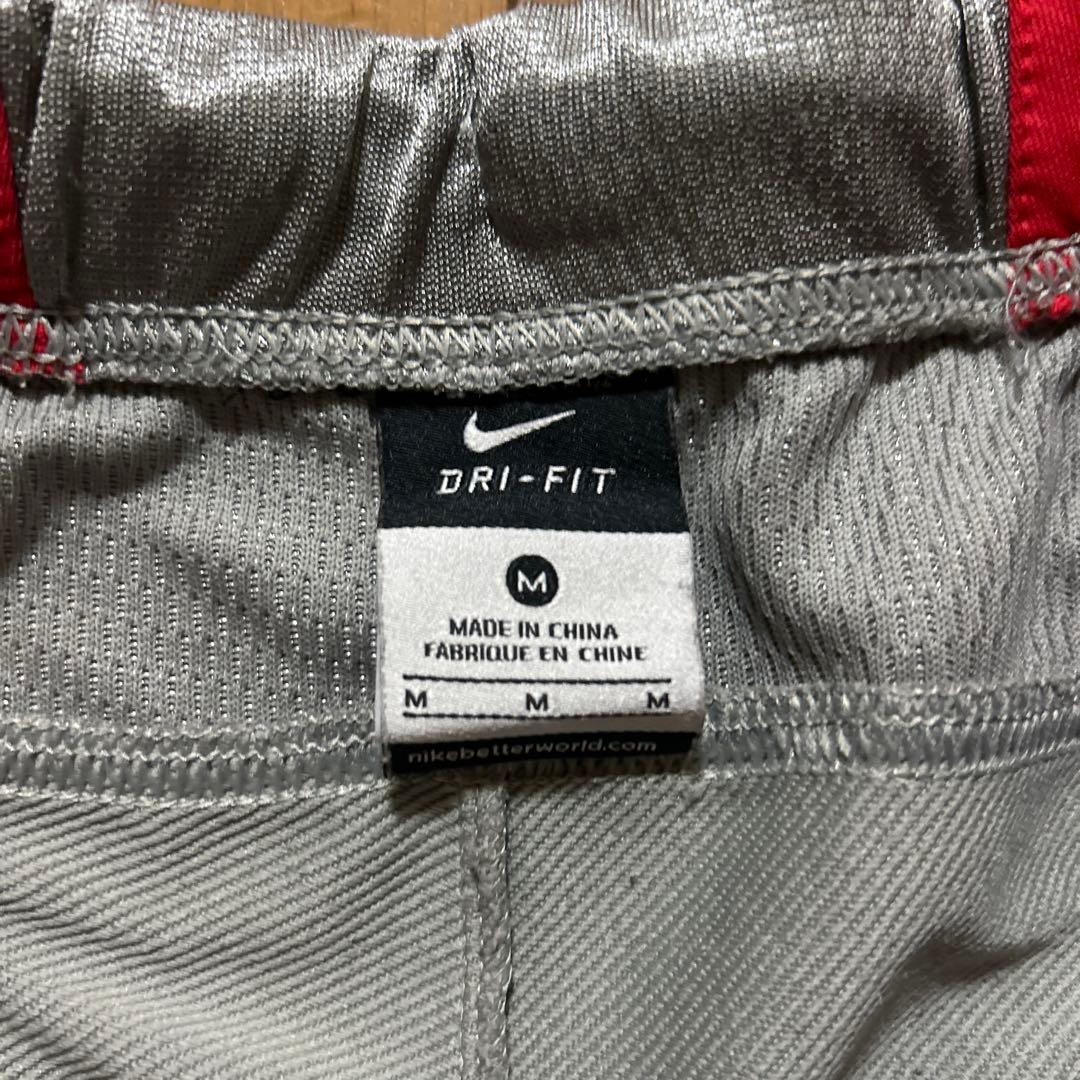 DRI-FIT
M
MADE IN CHINA
FABRIQUE EN CHINE
M M M
nikebetterworld.com